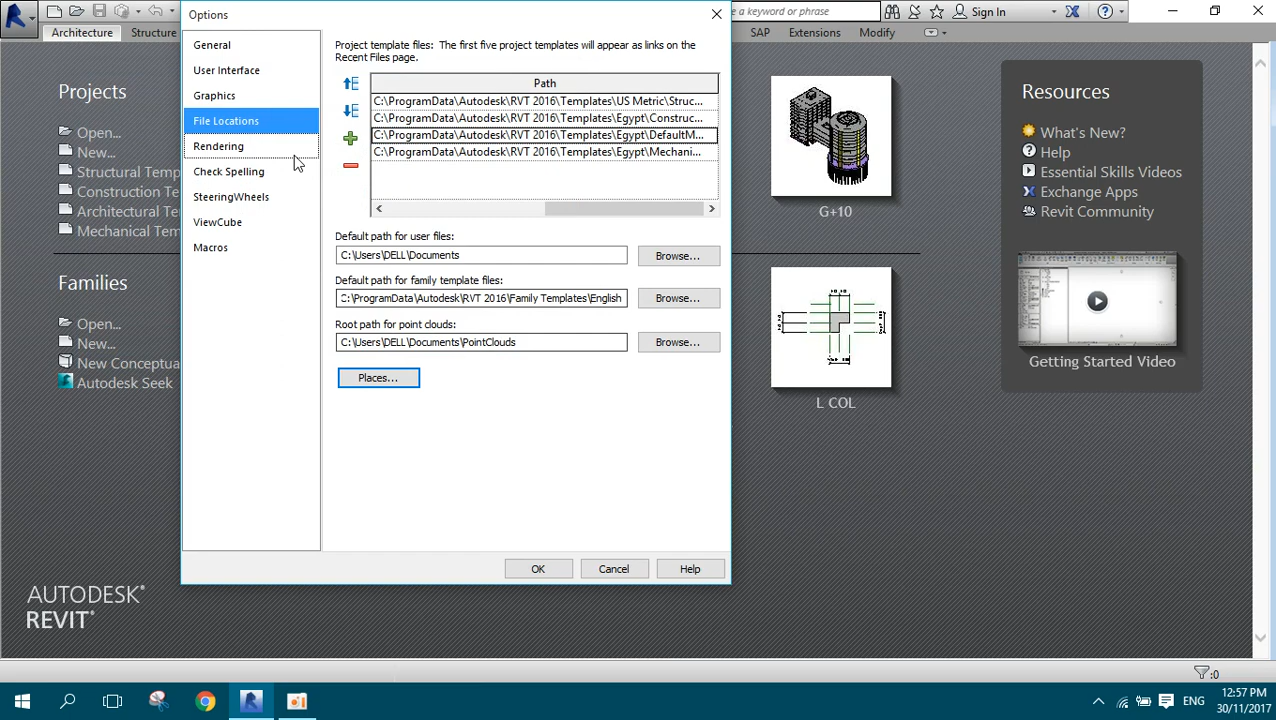 Options
e a keyword or phrase
Sign In
Architecture
Structure
SAP
Extensions
Modify
Projects
Open...
New...
Structural Temp
Construction Te
Architectural Te
Mechanical Tem
Families
Open...
New...
New Conceptua
Autodesk Seek
AUTODESK®
REVIT®
General
User Interface
Graphics
File Locations
Rendering
Check Spelling
SteeringWheels
ViewCube
Macros
Project template files: The first five project templates will appear as links on the
Recent Files page.
Path
C:\ProgramData\Autodesk\RVT 2016\Templates\US Metric\Struc...
C:\ProgramData\Autodesk\RVT 2016\Templates\Egypt\Construc...
C:\ProgramData\Autodesk\RVT 2016\Templates\Egypt\DefaultM...
C:\ProgramData\Autodesk\RVT 2016\Templates\Egypt\Mechani...
Default path for user files:
C:\Users\DELL\Documents
Browse...
Default path for family template files:
C:\ProgramData\Autodesk\RVT 2016\Family Templates\English
Browse...
Root path for point clouds:
C:\Users\DELL\Documents\PointClouds
Browse...
Places...
OK
Cancel
Help
G+10
L COL
Resources
What's New?
Help
Essential Skills Videos
Exchange Apps
Revit Community
Getting Started Video
:0
ENG
12:57 PM
30/11/2017